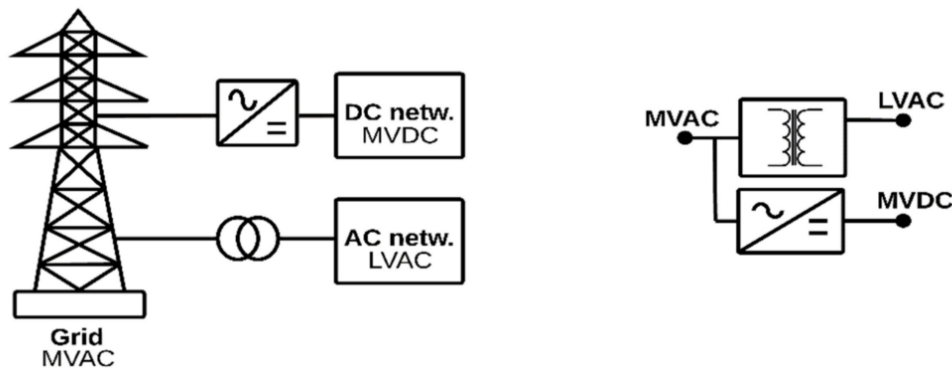 DC netw.
MVDC
AC netw.
LVAC
Grid
MVAC
MVAC
LVAC
MVDC